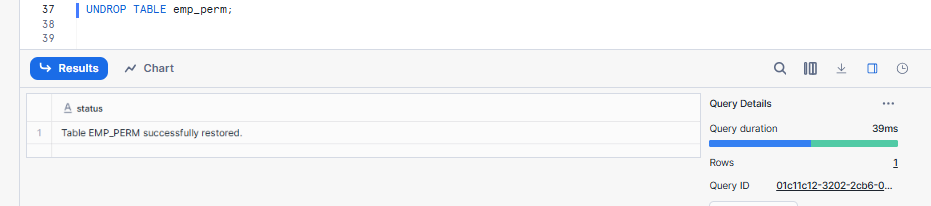 37 UNDROP TABLE emp_perm;
38
39
Results Chart
A status
1 Table EMP_PERM successfully restored.
Query Details ...
Query duration 39ms
Rows 1
Query ID 01c11c12-3202-2cb6-0...